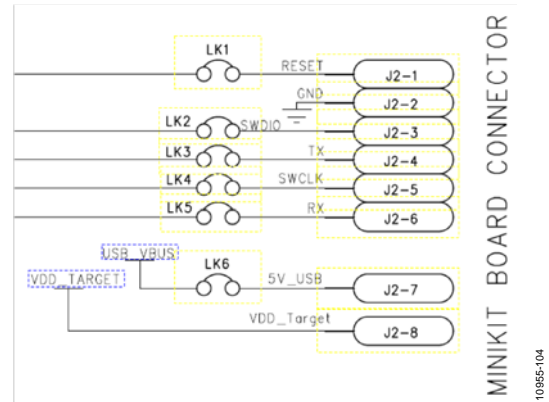 LK1
RESET
J2-1
GND
J2-2
LK2
SWDIO
J2-3
LK3
TX
J2-4
LK4
SWCLK
J2-5
LK5
RX
J2-6
USB_VBUS
LK6
5V_USB
J2-7
VDD_TARGET
VDD_Target
J2-8
MINIKIT BOARD CONNECTOR
10955-104